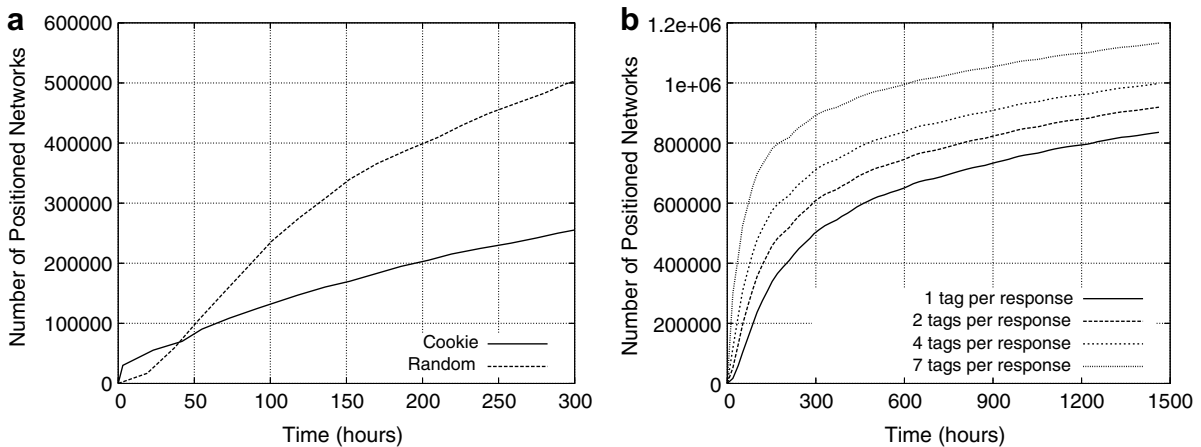 a
Number of Positioned Networks
600000
500000
400000
300000
200000
100000
0
0 50 100 150 200 250 300
Time (hours)
Cookie
Random
b
Number of Positioned Networks
1.2e+06
1e+06
800000
600000
400000
200000
0
0 300 600 900 1200 1500
Time (hours)
1 tag per response
2 tags per response
4 tags per response
7 tags per response